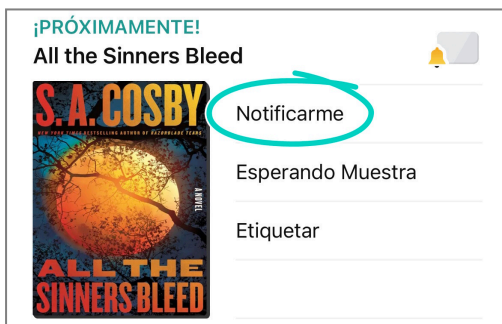 ¡PRÓXIMAMENTE!
All the Sinners Bleed
S.A. COSBY
NEW YORK TIMES BESTSELLING AUTHOR OF RAZORBLADE TEARS
A NOVEL
ALL THE
SINNERS BLEED
Notificarme
Esperando Muestra
Etiquetar